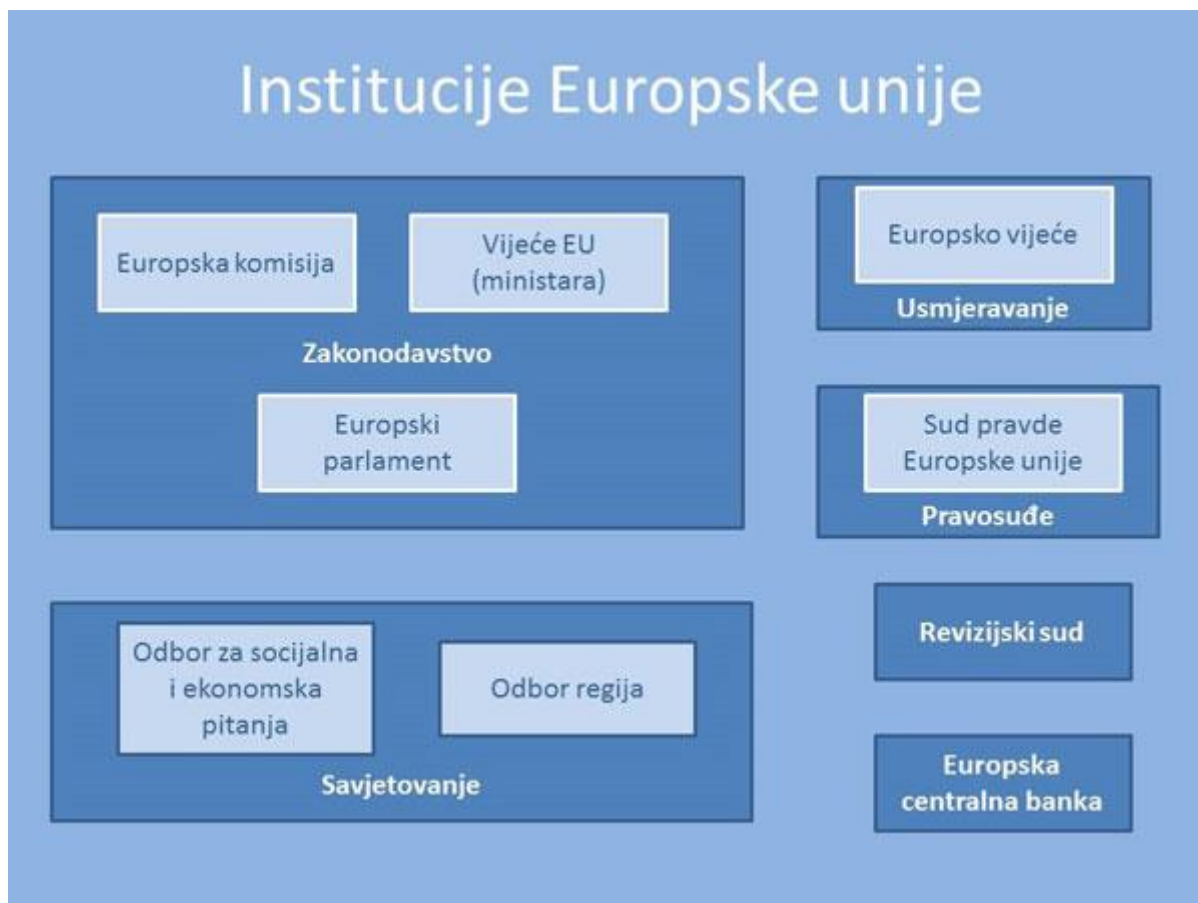 Institucije Europske unije
Europska komisija
Vijeće EU
(ministara)
Zakonodavstvo
Europski
parlament
Europsko vijeće
Usmjeravanje
Sud pravde
Europske unije
Pravosuđe
Odbor za socijalna
i ekonomska
pitanja
Odbor regija
Savjetovanje
Revizijski sud
Europska
centralna banka